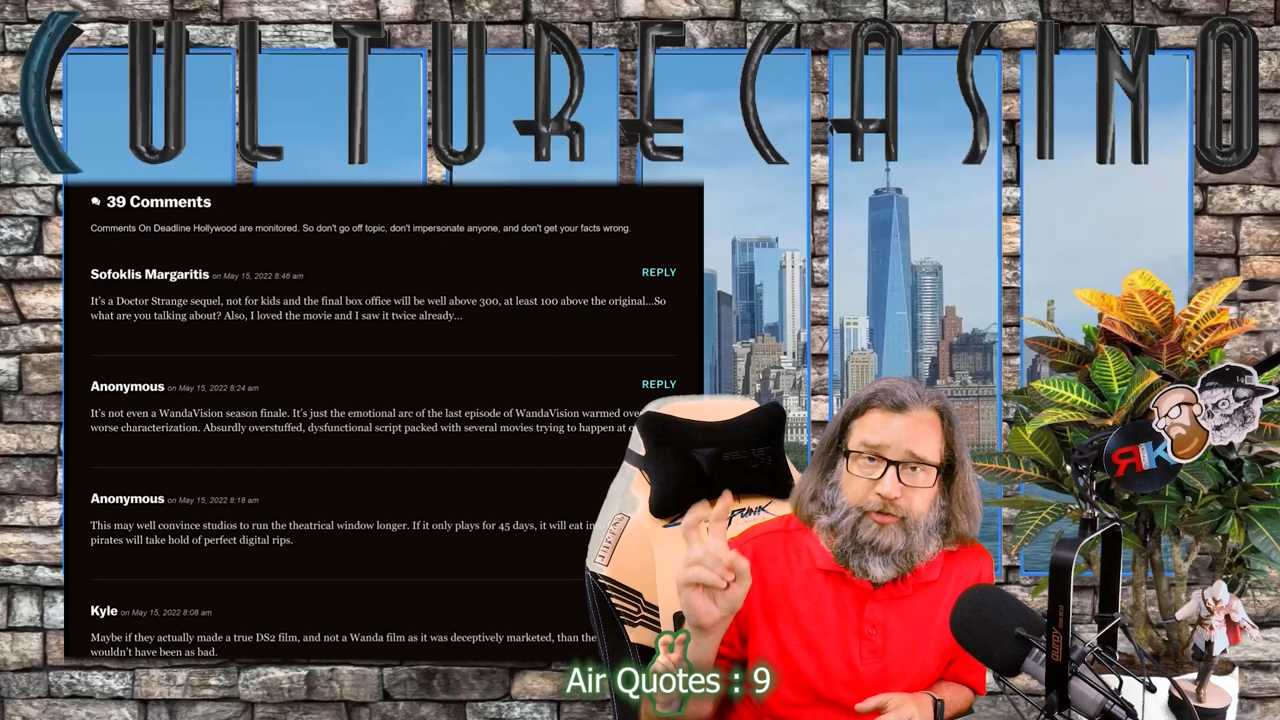 CULTURE CASINO
39 Comments
Comments On Deadline Hollywood are monitored. So don't go off topic, don't impersonate anyone, and don't get your facts wrong.
Sofoklis Margaritis on May 15, 2022 8:46 am
REPLY
It's a Doctor Strange sequel, not for kids and the final box office will be well above 300, at least 100 above the original...So
what are you talking about? Also, I loved the movie and I saw it twice already...
Anonymous on May 15, 2022 8:24 am
REPLY
It's not even a WandaVision season finale. It's just the emotional arc of the last episode of WandaVision warmed
worse characterization. Absurdly overstuffed, dysfunctional script packed with several movies trying to happen at
Anonymous on May 15, 2022 8:18 am
This may well convince studios to run the theatrical window longer. If it only plays for 45 days, it will eat
pirates will take hold of perfect digital rips.
Kyle on May 15, 2022 8:08 am
Maybe if they actually made a true DS2 film, and not a Wanda film as it was deceptively marketed, than the
wouldn't have been as bad.
PUNK
RK
Air Quotes : 9